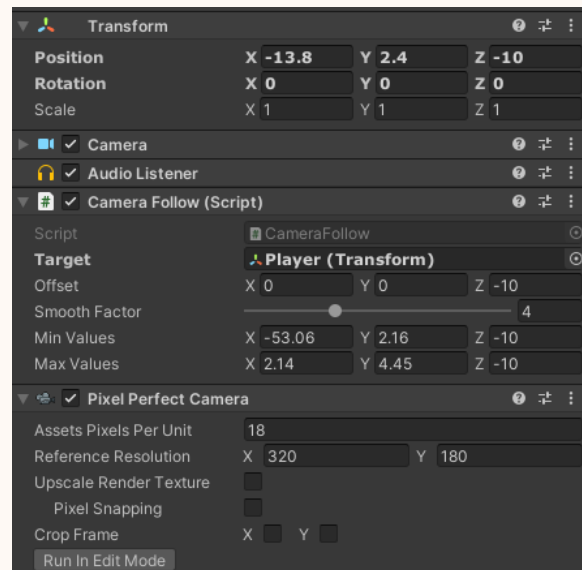 Transform
Position X -13.8 Y 2.4 Z -10
Rotation X 0 Y 0 Z 0
Scale X 1 Y 1 Z 1
Camera
Audio Listener
# Camera Follow (Script)
Script # CameraFollow
Target Player (Transform)
Offset X 0 Y 0 Z -10
Smooth Factor 4
Min Values X -53.06 Y 2.16 Z -10
Max Values X 2.14 Y 4.45 Z -10
Pixel Perfect Camera
Assets Pixels Per Unit 18
Reference Resolution X 320 Y 180
Upscale Render Texture
Pixel Snapping
Crop Frame X Y
Run In Edit Mode